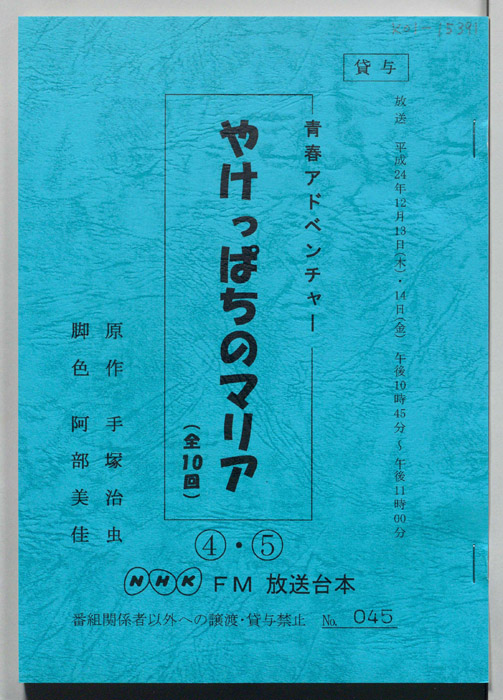 貸与
放送 平成24年12月13日(木)・14日(金) 午後10時45分～午後11時00分
青春アドベンチャー
やけっぱちのマリア
(全10回)
原作 手塚治虫
脚色 阿部美佳
④・⑤
NHK FM 放送台本
番組関係者以外への譲渡・貸与禁止 No. 045